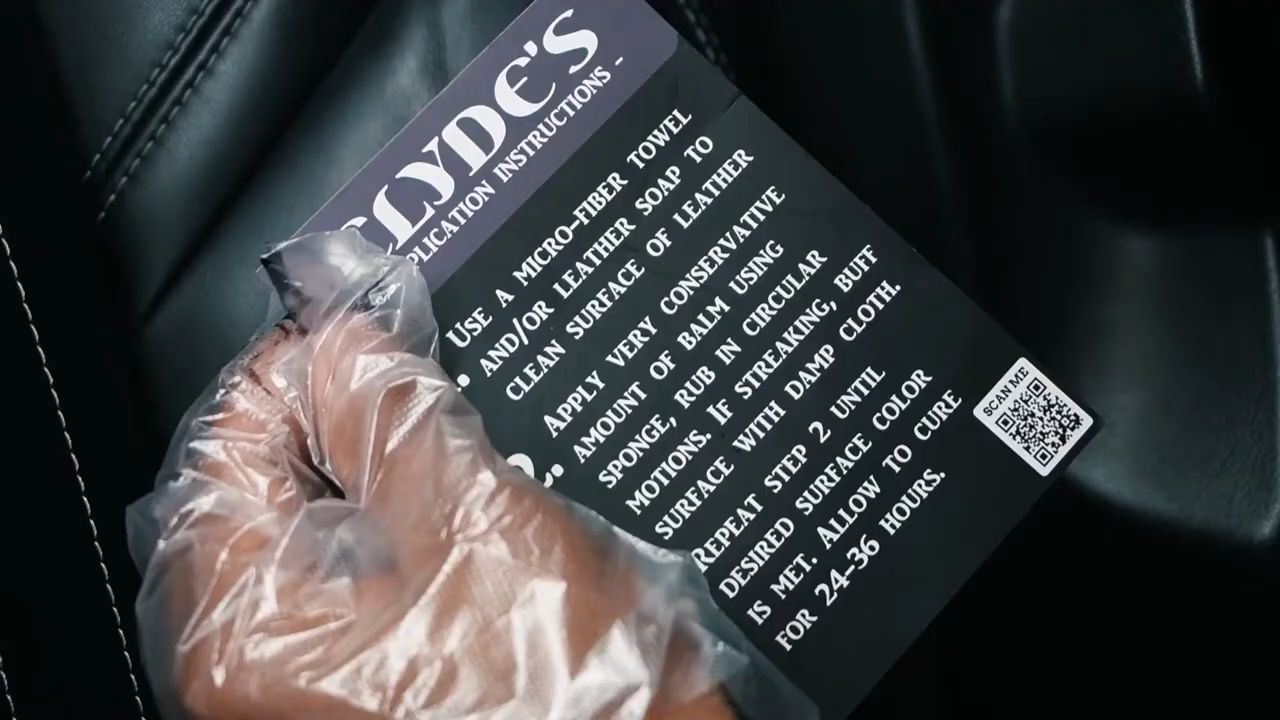 CLYDE'S
PLICATION INSTRUCTIONS -
USE A MICRO-FIBER TOWEL
AND/OR LEATHER SOAP TO
CLEAN SURFACE OF LEATHER
2. APPLY VERY CONSERVATIVE
AMOUNT OF BALM USING
SPONGE, RUB IN CIRCULAR
MOTIONS. IF STREAKING, BUFF
SURFACE WITH DAMP CLOTH.
REPEAT STEP 2 UNTIL
DESIRED SURFACE COLOR
IS MET. ALLOW TO CURE
FOR 24-36 HOURS.
SCAN ME